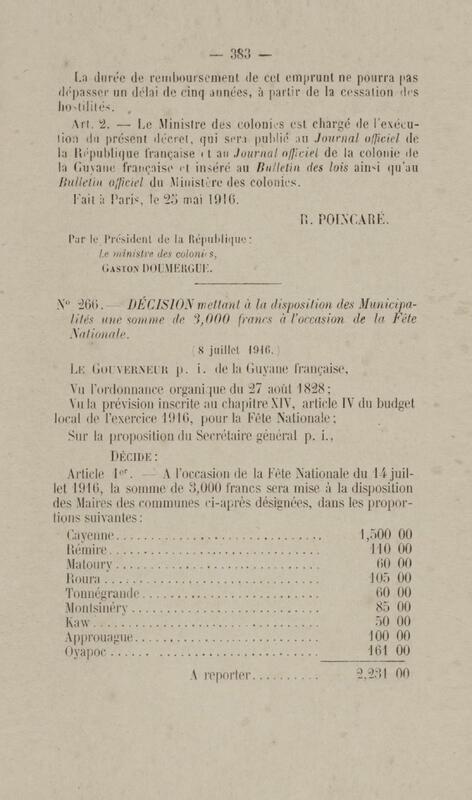 — 383 —
La durée de remboursement de cet emprunt ne pourra pas
dépasser un délai de cinq années, à partir de la cessation des
hostilités.
Art. 2. — Le Ministre des colonies est chargé de l'exécu-
tion du présent décret, qui sera publié au Journal officiel de
la République française et au Journal officiel de la colonie de
la Guyane française et inséré au Bulletin des lois ainsi qu'au
Bulletin officiel du Ministère des colonies.
Fait à Paris, le 25 mai 1916.
R. POINCARÉ.
Par le Président de la République:
Le ministre des colonies,
GASTON DOUMERGUE.
N° 266. — DÉCISION mettant à la disposition des Municipa-
lités une somme de 3,000 francs à l'occasion de la Fête
Nationale.
(8 juillet 1916.)
LE GOUVERNEUR p. i. de la Guyane française,
Vu l'ordonnance organique du 27 août 1828;
Vu la prévision inscrite au chapitre XIV, article IV du budget
local de l'exercice 1916, pour la Fête Nationale;
Sur la proposition du Secrétaire général p. i.,
DÉCIDE:
Article 1er. — A l'occasion de la Fête Nationale du 14 juil-
let 1916, la somme de 3,000 francs sera mise à la disposition
des Maires des communes ci-après désignées, dans les propor-
tions suivantes:
Cayenne.............................. 1,500 00
Rémire.............................. 110 00
Matoury.............................. 60 00
Roura.............................. 105 00
Tonnégrande.............................. 60 00
Montsinéry.............................. 85 00
Kaw.............................. 50 00
Approuague.............................. 100 00
Oyapoc.............................. 161 00
A reporter.......... 2,231 00